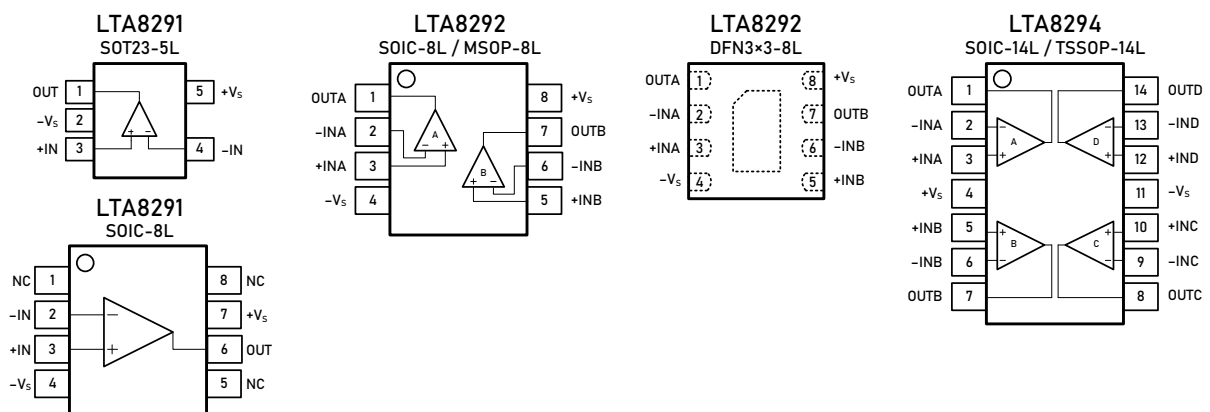 LTA8291
SOT23-5L
OUT 1 5 +Vs
–Vs 2
+ –
+IN 3 4 –IN
LTA8291
SOIC-8L
NC 1 8 NC
–IN 2 – 7 +Vs
+IN 3 + 6 OUT
–Vs 4 5 NC
LTA8292
SOIC-8L / MSOP-8L
OUTA 1 8 +Vs
A
–INA 2 – + 7 OUTB
+INA 3 B 6 –INB
+ –
–Vs 4 5 +INB
LTA8292
DFN3×3-8L
OUTA 1 8 +Vs
–INA 2 7 OUTB
+INA 3 6 –INB
–Vs 4 5 +INB
LTA8294
SOIC-14L / TSSOP-14L
OUTA 1 14 OUTD
–INA 2 – – 13 –IND
A D
+INA 3 + + 12 +IND
+Vs 4 11 –Vs
+INB 5 + + 10 +INC
B C
–INB 6 – – 9 –INC
OUTB 7 8 OUTC